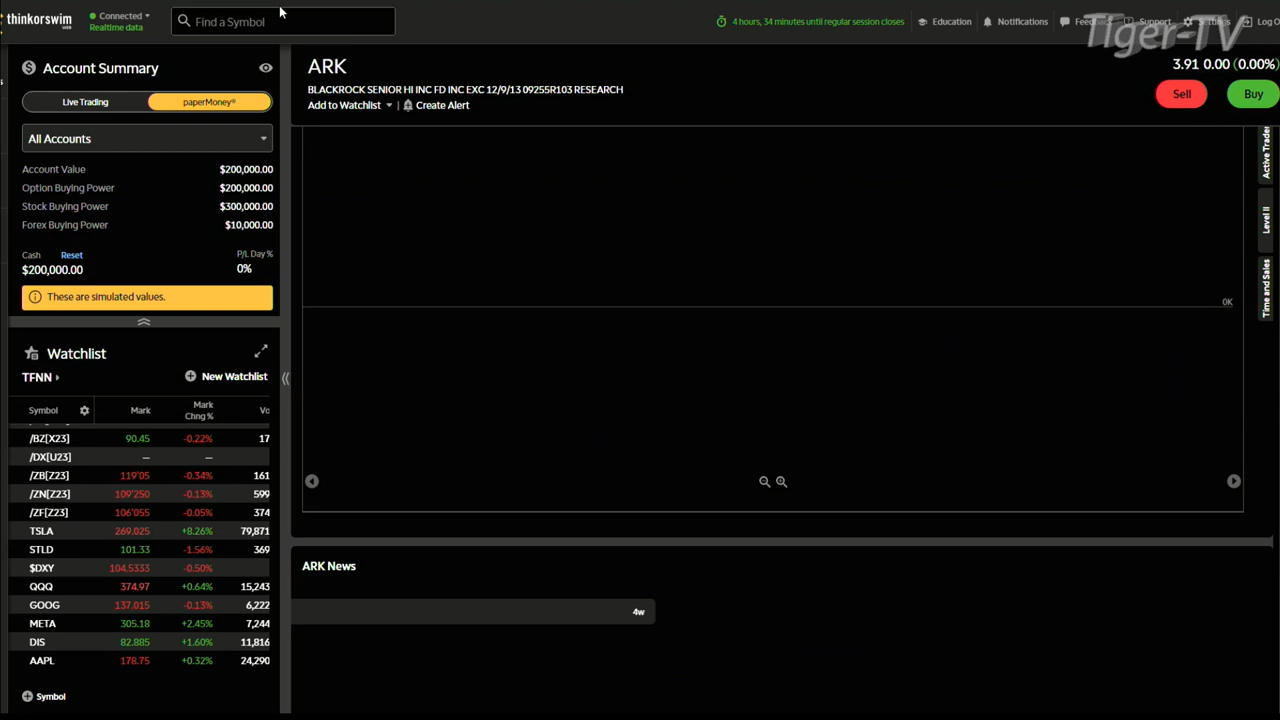 thinkorswim
WEB
Connected
Realtime data
Find a Symbol
4 hours, 34 minutes until regular session closes
Education
Notifications
Support
Settings
Log O
Tiger-TV
Account Summary
Live Trading
paperMoney®
All Accounts
Account Value $200,000.00
Option Buying Power $200,000.00
Stock Buying Power $300,000.00
Forex Buying Power $10,000.00
Cash Reset P/L Day %
$200,000.00 0%
These are simulated values.
Watchlist
TFNN
New Watchlist
Symbol Mark Mark Chng % Vo
/BZ[X23] 90.45 -0.22% 17
/DX[U23] — —
/ZB[Z23] 119'05 -0.34% 161
/ZN[Z23] 109'250 -0.13% 599
/ZF[Z23] 106'055 -0.05% 374
TSLA 269.025 +8.26% 79,871
STLD 101.33 -1.56% 369
$DXY 104.5333 -0.50%
QQQ 374.97 +0.64% 15,243
GOOG 137.015 -0.13% 6,222
META 305.18 +2.45% 7,244
DIS 82.885 +1.60% 11,816
AAPL 178.75 +0.32% 24,290
Symbol
ARK
3.91 0.00 (0.00%)
BLACKROCK SENIOR HI INC FD INC EXC 12/9/13 09255R103 RESEARCH
Add to Watchlist
Create Alert
Sell
Buy
0K
Active Trader
Level II
Time and Sales
ARK News
4w